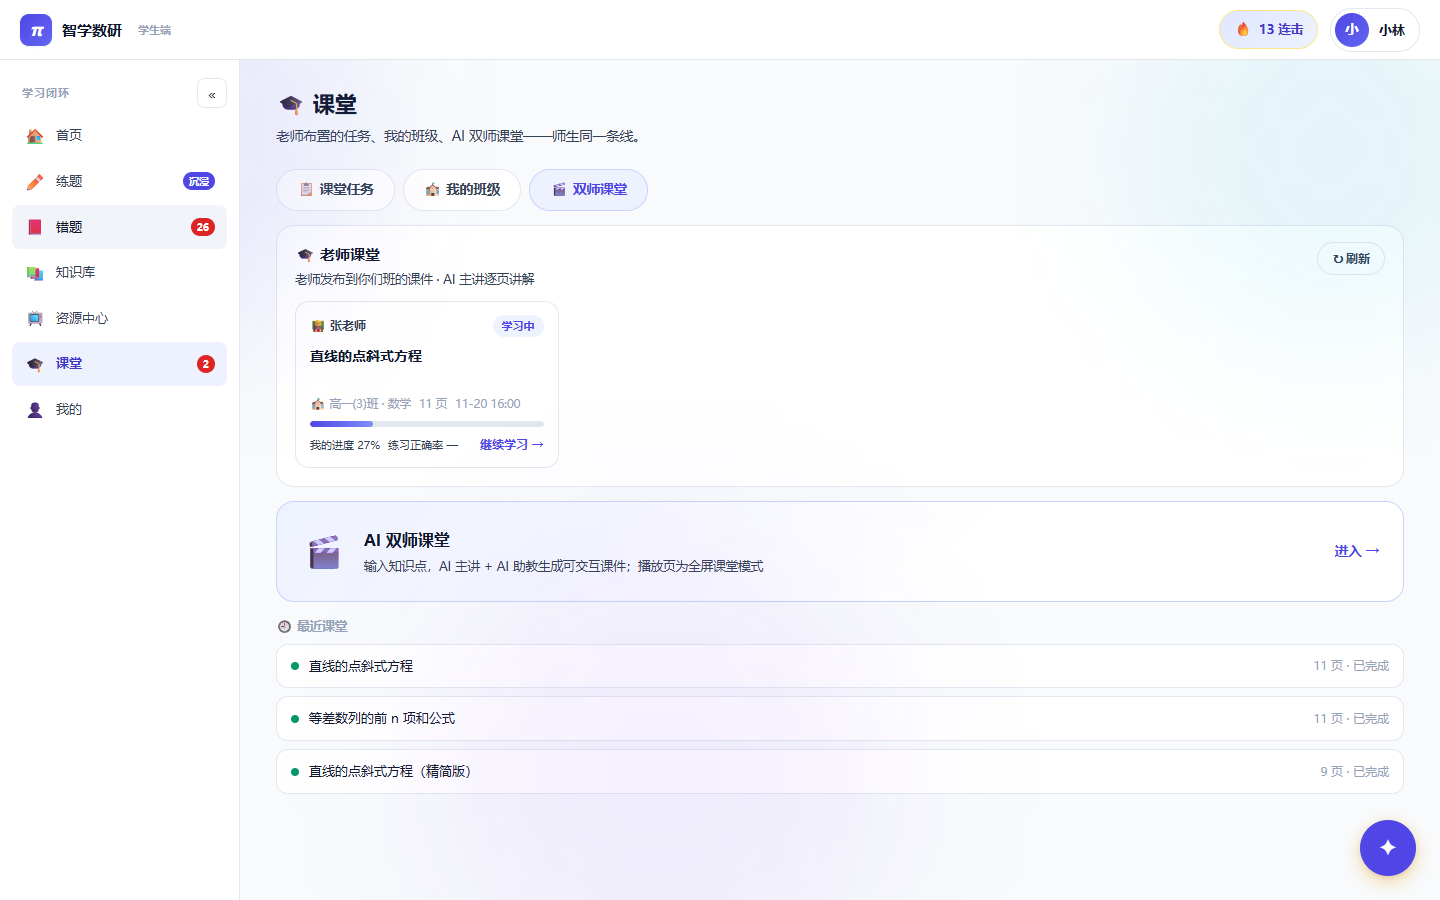 π 智学数研 学生端
13 连击
小 小林
学习闭环
«
首页
练题 沉浸
错题 26
知识库
资源中心
课堂 2
我的
课堂
老师布置的任务、我的班级、AI 双师课堂——师生同一条线。
课堂任务 我的班级 双师课堂
老师课堂
老师发布到你们班的课件 · AI 主讲逐页讲解
↻ 刷新
张老师 学习中
直线的点斜式方程
高一(3)班 · 数学 11 页 11-20 16:00
我的进度 27% 练习正确率 — 继续学习 →
AI 双师课堂
输入知识点，AI 主讲 + AI 助教生成可交互课件；播放页为全屏课堂模式
进入 →
最近课堂
直线的点斜式方程 11 页 · 已完成
等差数列的前 n 项和公式 11 页 · 已完成
直线的点斜式方程（精简版） 9 页 · 已完成